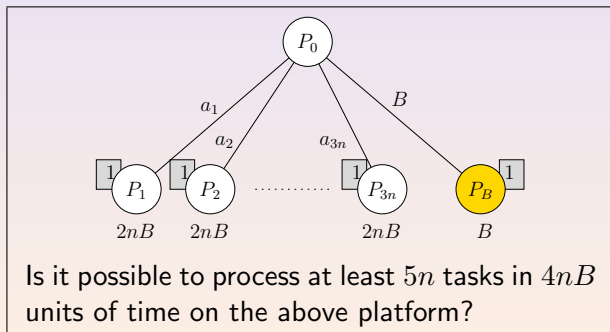 P₀
a₁ a₂ a₃ₙ B
1 P₁ 1 P₂ ........... 1 P₃ₙ P_B 1
2nB 2nB 2nB B
Is it possible to process at least 5n tasks in 4nB
units of time on the above platform?